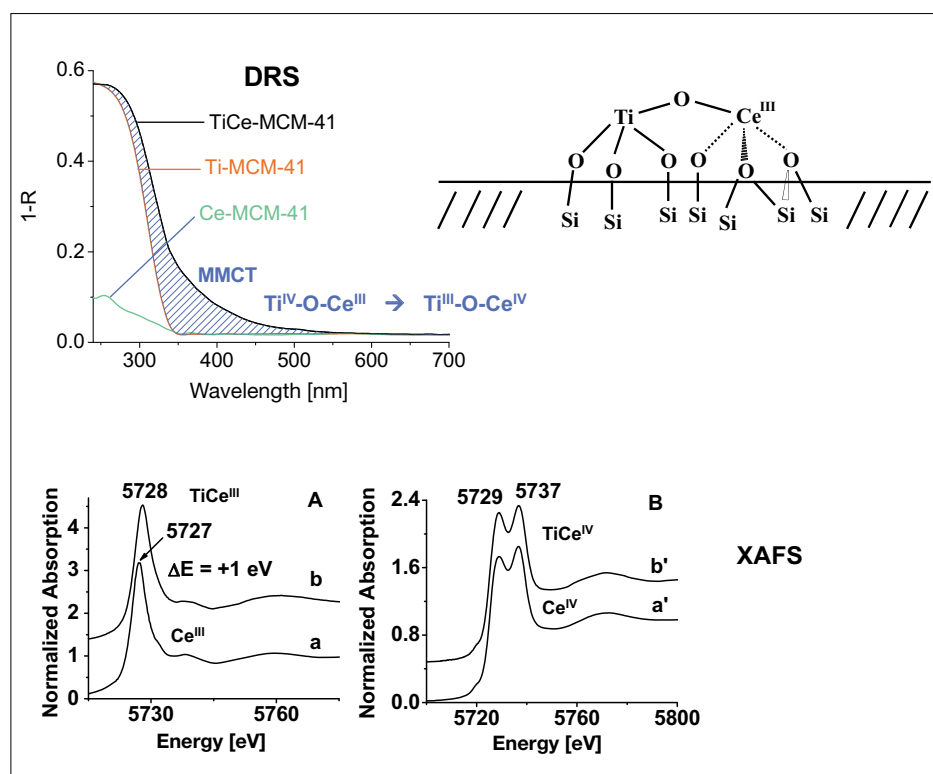 DRS
0.6
0.4
0.2
0.0
1-R
TiCe-MCM-41
Ti-MCM-41
Ce-MCM-41
MMCT
Ti^IV-O-Ce^III → Ti^III-O-Ce^IV
300 400 500 600 700
Wavelength [nm]
O
Ti Ce^III
O O O O O O
Si Si Si Si Si Si Si
A
5728
TiCe^III
5727
ΔE = +1 eV
b
Ce^III
a
4
3
2
1
0
Normalized Absorption
5730 5760
Energy [eV]
B
5729 5737
TiCe^IV
b'
Ce^IV
a'
2.4
1.6
0.8
0.0
Normalized Absorption
5720 5760 5800
Energy [eV]
XAFS